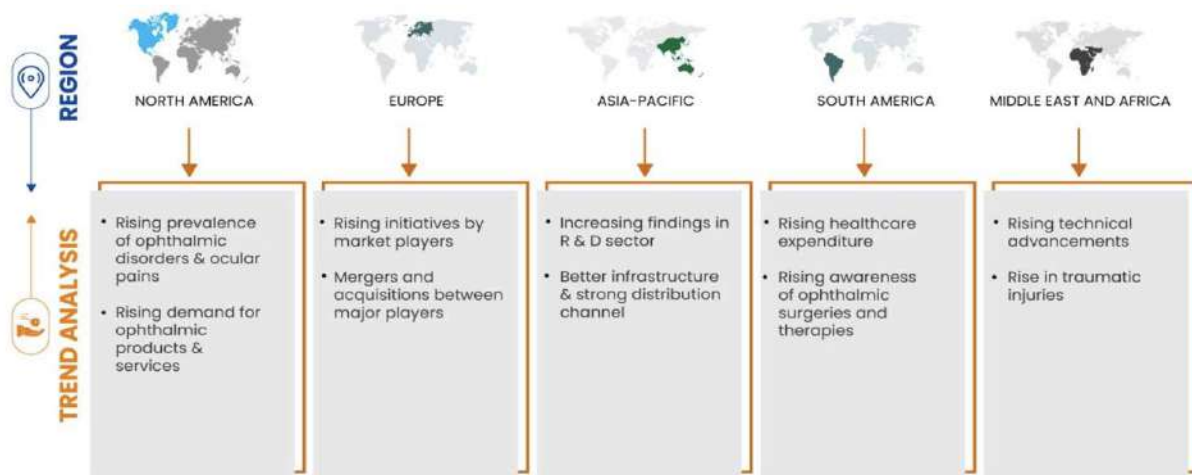 REGION
NORTH AMERICA
EUROPE
ASIA-PACIFIC
SOUTH AMERICA
MIDDLE EAST AND AFRICA
TREND ANALYSIS
• Rising prevalence
of ophthalmic
disorders & ocular
pains
• Rising demand for
ophthalmic
products &
services
• Rising initiatives by
market players
• Mergers and
acquisitions between
major players
• Increasing findings in
R & D sector
• Better infrastructure
& strong distribution
channel
• Rising healthcare
expenditure
• Rising awareness
of ophthalmic
surgeries and
therapies
• Rising technical
advancements
• Rise in traumatic
injuries